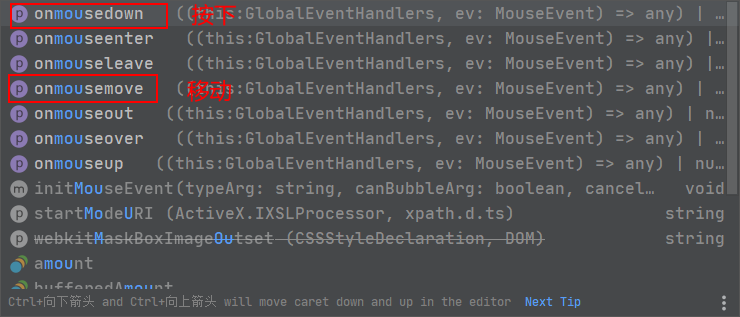 onmousedown ((this:GlobalEventHandlers, ev: MouseEvent) => any) | …
按下
onmouseenter ((this:GlobalEventHandlers, ev: MouseEvent) => any) | …
onmouseleave ((this:GlobalEventHandlers, ev: MouseEvent) => any) | …
onmousemove ((this:GlobalEventHandlers, ev: MouseEvent) => any) | …
移动
onmouseout ((this:GlobalEventHandlers, ev: MouseEvent) => any) | n…
onmouseover ((this:GlobalEventHandlers, ev: MouseEvent) => any) | …
onmouseup ((this:GlobalEventHandlers, ev: MouseEvent) => any) | nu…
initMouseEvent(typeArg: string, canBubbleArg: boolean, cancel… void
startModeURI (ActiveX.IXSLProcessor, xpath.d.ts) string
webkitMaskBoxImageOutset (CSSStyleDeclaration, DOM) string
amount
bufferedAmount
Ctrl+向下箭头 and Ctrl+向上箭头 will move caret down and up in the editor Next Tip